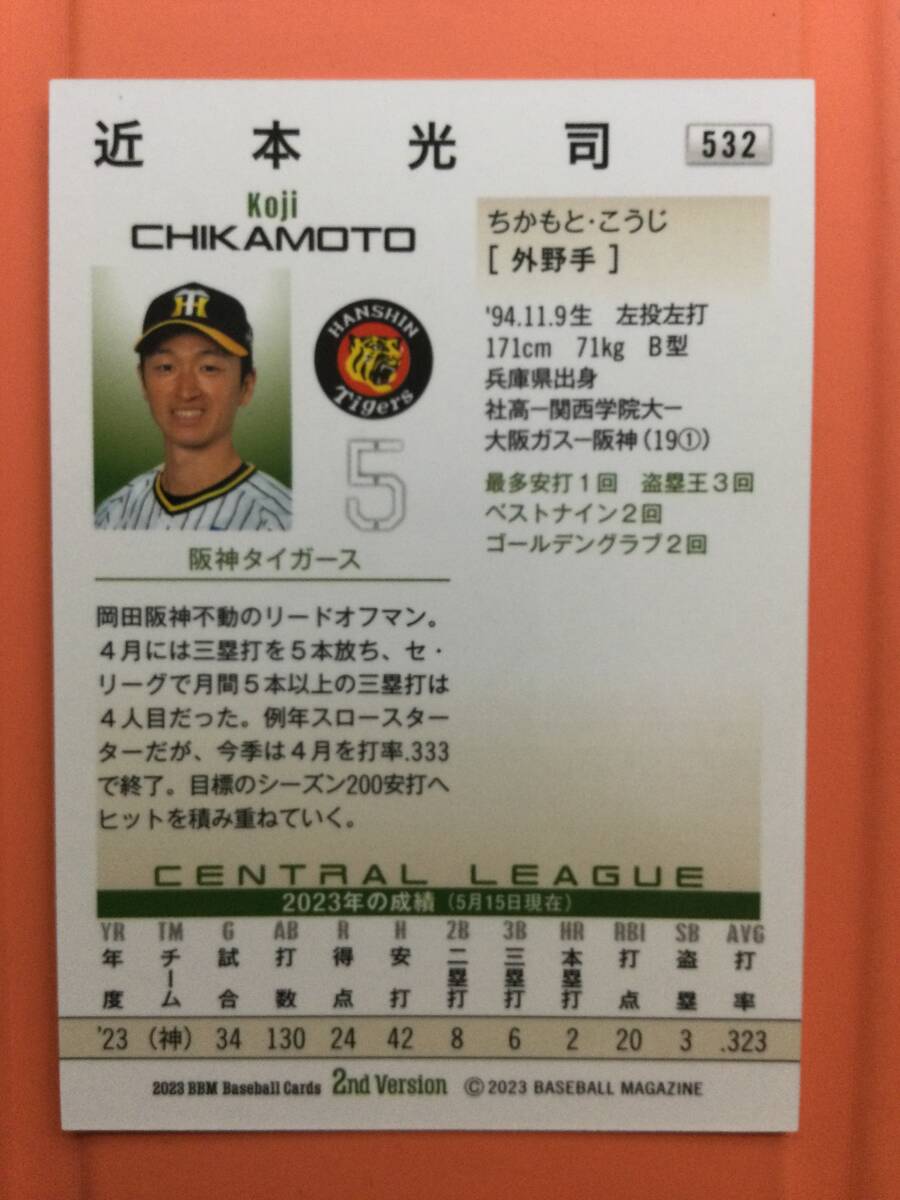 近本光司
532
Koji
CHIKAMOTO
ちかもと・こうじ
[ 外野手 ]
HANSHIN
Tigers
5
'94.11.9生　左投左打
171cm　71kg　B型
兵庫県出身
社高ー関西学院大ー
大阪ガスー阪神（19①）
最多安打１回　盗塁王３回
ベストナイン２回
ゴールデングラブ２回
阪神タイガース
岡田阪神不動のリードオフマン。
４月には三塁打を５本放ち、セ・
リーグで月間５本以上の三塁打は
４人目だった。例年スロースター
ターだが、今季は４月を打率.333
で終了。目標のシーズン200安打へ
ヒットを積み重ねていく。
CENTRAL LEAGUE
2023年の成績（5月15日現在）
YR TM G AB R H 2B 3B HR RBI SB AVG
年度 チーム 試合 打数 得点 安打 二塁打 三塁打 本塁打 打点 盗塁 打率
'23 （神） 34 130 24 42 8 6 2 20 3 .323
2023 BBM Baseball Cards 2nd Version ©2023 BASEBALL MAGAZINE